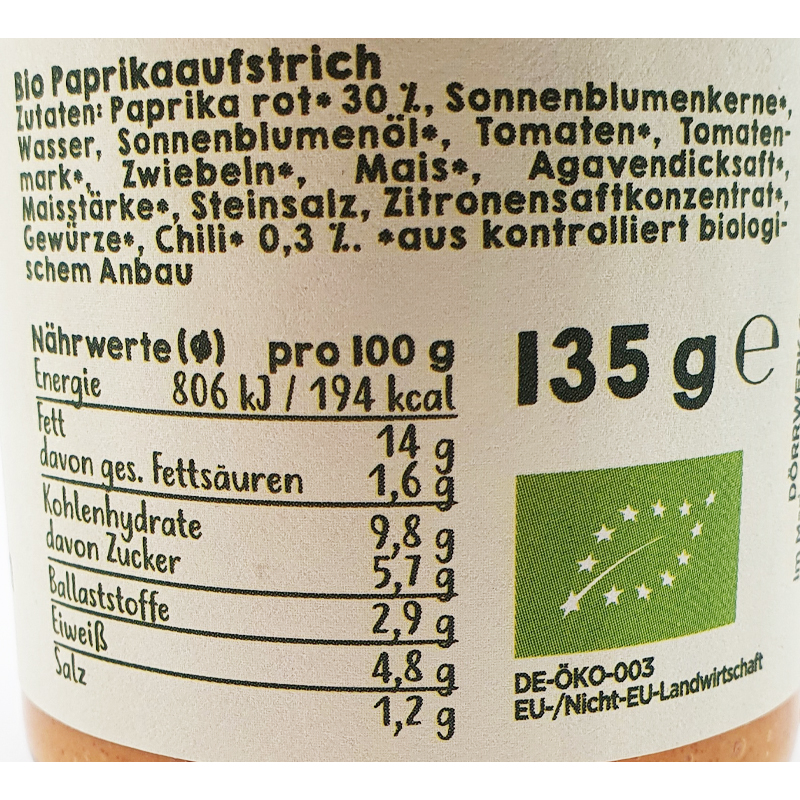 Bio Paprikaaufstrich
Zutaten: Paprika rot* 30 %, Sonnenblumenkerne*,
Wasser, Sonnenblumenöl*, Tomaten*, Tomaten-
mark*, Zwiebeln*, Mais*, Agavendicksaft*,
Maisstärke*, Steinsalz, Zitronensaftkonzentrat*,
Gewürze*, Chili* 0,3 %. *aus kontrolliert biologi-
schem Anbau
Nährwerte (Ø) pro 100 g
Energie 806 kJ / 194 kcal
Fett 14 g
davon ges. Fettsäuren 1,6 g
Kohlenhydrate 9,8 g
davon Zucker 5,7 g
Ballaststoffe 2,9 g
Eiweiß 4,8 g
Salz 1,2 g
135 g e
DE-ÖKO-003
EU-/Nicht-EU-Landwirtschaft
DÖRRWERK